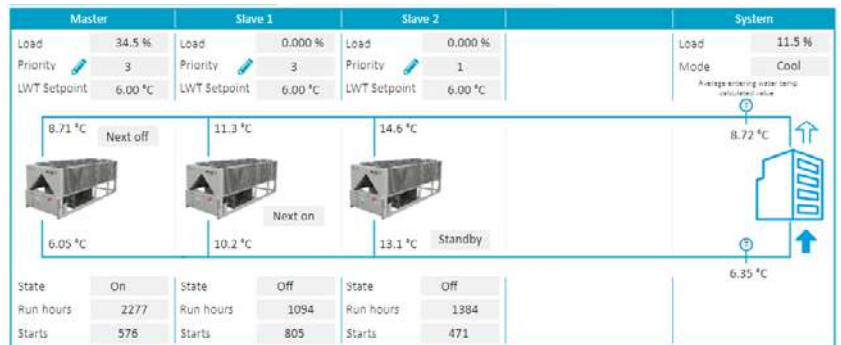 Master Slave 1 Slave 2 System
Load 34.5 % Load 0.000 % Load 0.000 % Load 11.5 %
Priority 3 Priority 3 Priority 1 Mode Cool
LWT Setpoint 6.00 °C LWT Setpoint 6.00 °C LWT Setpoint 6.00 °C
Average entering water temp
calculated value
8.71 °C Next off 11.3 °C 14.6 °C 8.72 °C
Next on
6.05 °C 10.2 °C 13.1 °C Standby
6.35 °C
State On State Off State Off
Run hours 2277 Run hours 1094 Run hours 1384
Starts 576 Starts 805 Starts 471